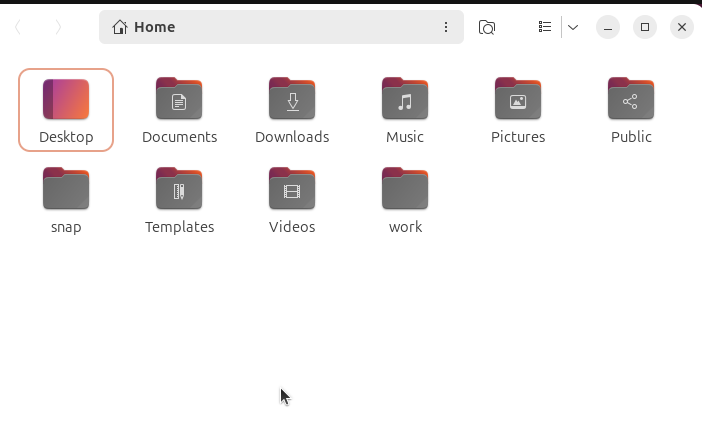 Home
Desktop Documents Downloads Music Pictures Public
snap Templates Videos work